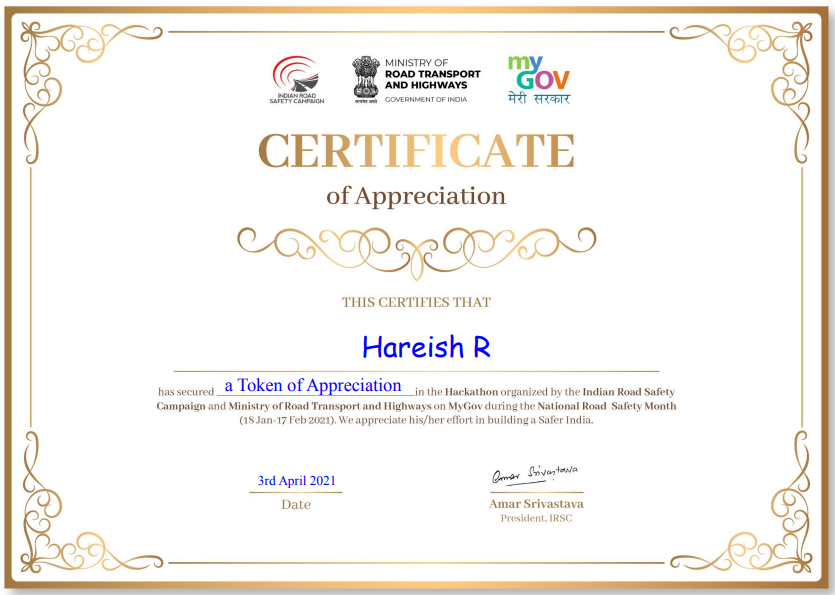 INDIAN ROAD
SAFETY CAMPAIGN
सत्यमेव जयते
MINISTRY OF
ROAD TRANSPORT
AND HIGHWAYS
GOVERNMENT OF INDIA
my
GOV
मेरी सरकार
CERTIFICATE
of Appreciation
THIS CERTIFIES THAT
Hareish R
has secured a Token of Appreciation in the Hackathon organized by the Indian Road Safety
Campaign and Ministry of Road Transport and Highways on MyGov during the National Road Safety Month
(18 Jan-17 Feb 2021). We appreciate his/her effort in building a Safer India.
3rd April 2021
Date
Amar Srivastava
Amar Srivastava
President, IRSC